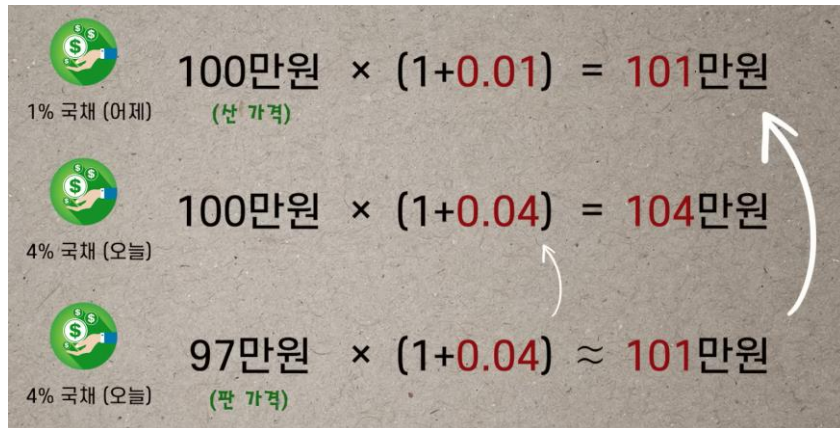 100만원 × (1+0.01) = 101만원
1% 국채 (어제)
(산 가격)
100만원 × (1+0.04) = 104만원
4% 국채 (오늘)
97만원 × (1+0.04) ≈ 101만원
4% 국채 (오늘)
(판 가격)